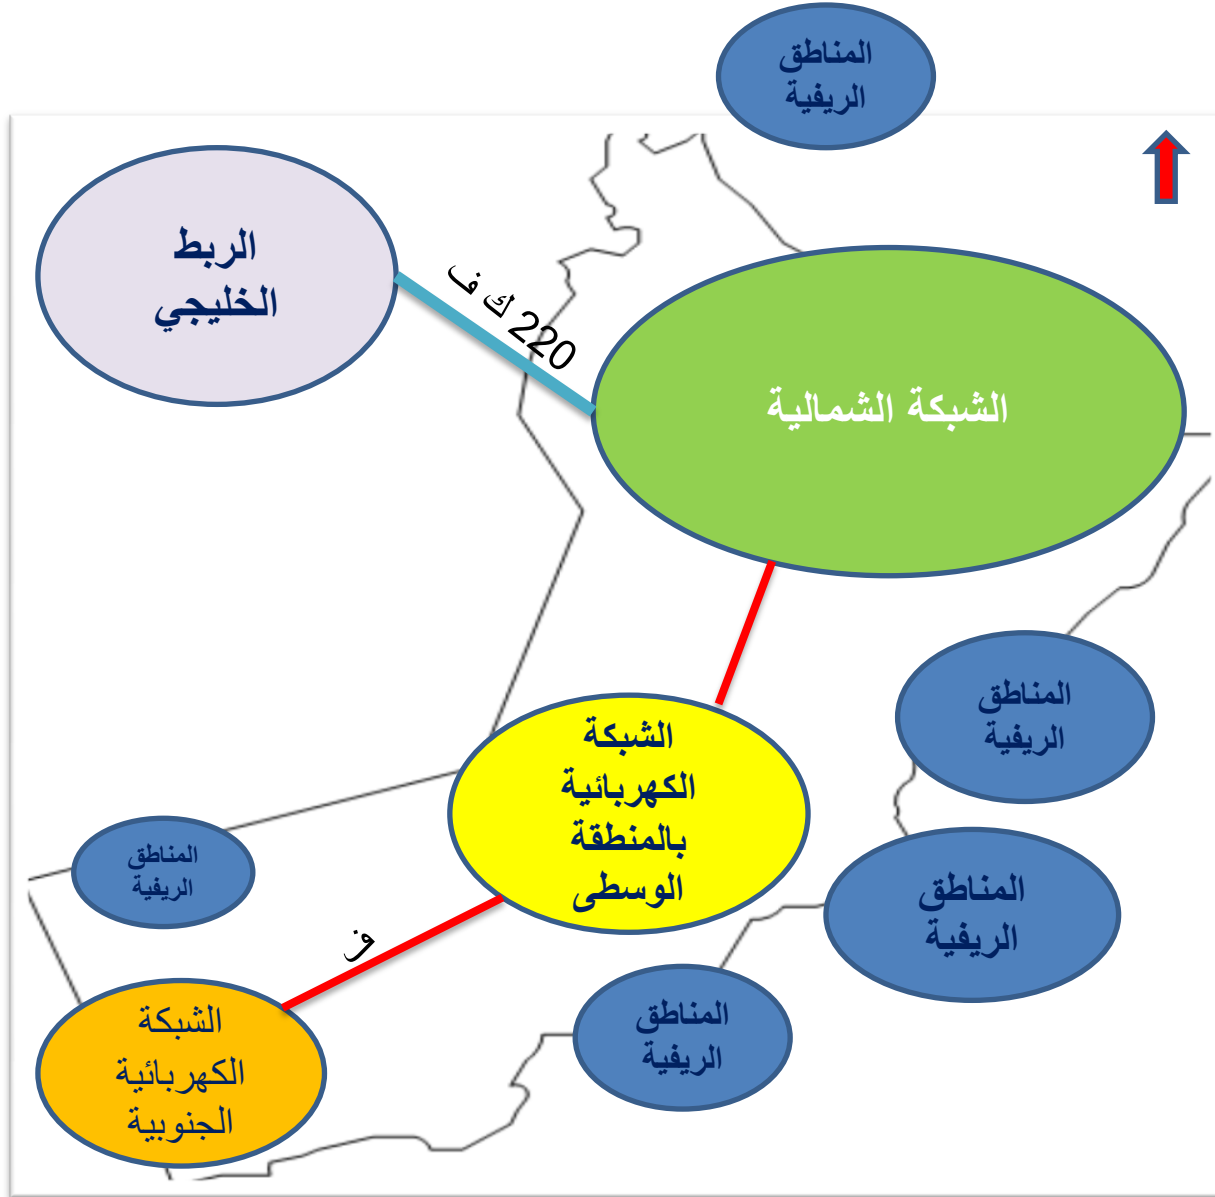 المناطق
الريفية
الربط
الخليجي
220 ك ف
الشبكة الشمالية
المناطق
الريفية
الشبكة
الكهربائية
بالمنطقة
الوسطى
المناطق
الريفية
المناطق
الريفية
ف
المناطق
الريفية
الشبكة
الكهربائية
الجنوبية